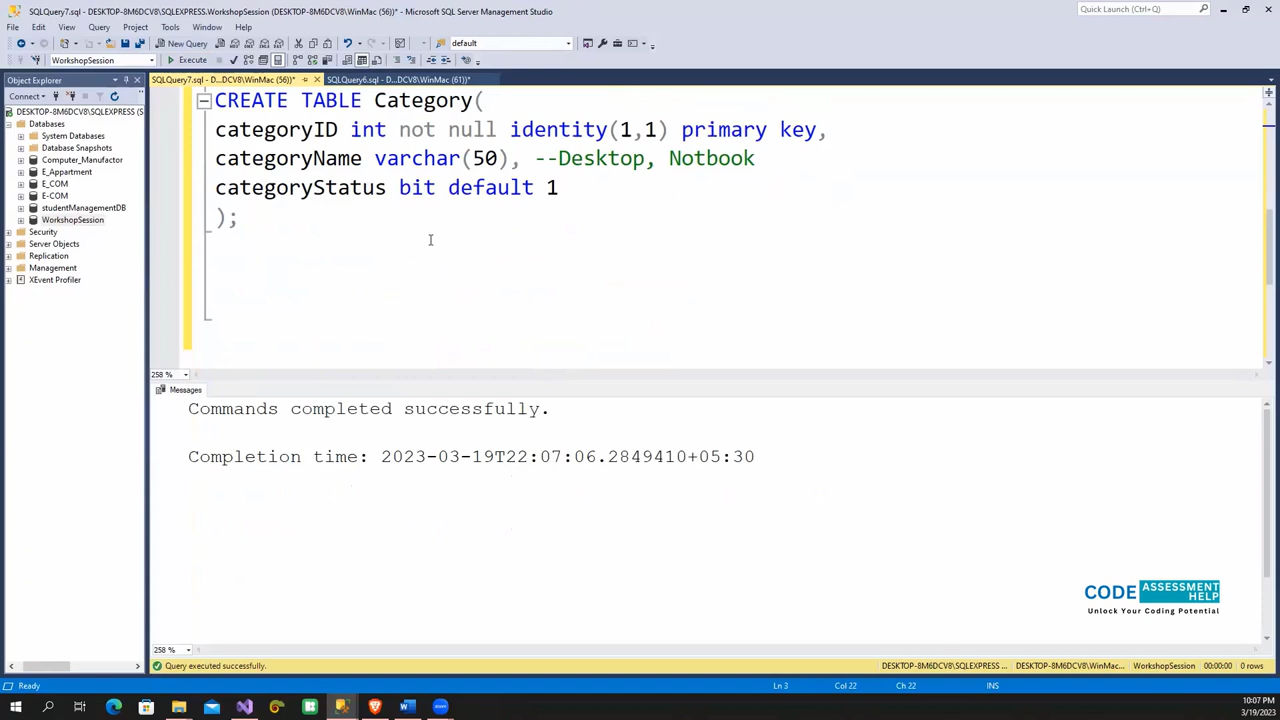 SQLQuery7.sql - DESKTOP-8M6DCV8\SQLEXPRESS.WorkshopSession (DESKTOP-8M6DCV8\WinMac (56))* - Microsoft SQL Server Management Studio
Quick Launch (Ctrl+Q)
File Edit View Query Project Tools Window Help
New Query
default
WorkshopSession
Execute
Object Explorer
SQLQuery7.sql - D...DCV8\WinMac (56))*
SQLQuery6.sql - D...DCV8\WinMac (61))*
Connect
DESKTOP-8M6DCV8\SQLEXPRESS (S
Databases
System Databases
Database Snapshots
Computer_Manufactor
E_Appartment
E_COM
E-COM
studentManagementDB
WorkshopSession
Security
Server Objects
Replication
Management
XEvent Profiler
CREATE TABLE Category(
categoryID int not null identity(1,1) primary key,
categoryName varchar(50), --Desktop, Notbook
categoryStatus bit default 1
);
258 %
Messages
Commands completed successfully.
Completion time: 2023-03-19T22:07:06.2849410+05:30
CODE ASSESSMENT HELP
Unlock Your Coding Potential
258 %
Query executed successfully.
DESKTOP-8M6DCV8\SQLEXPRESS ...
DESKTOP-8M6DCV8\WinMac...
WorkshopSession
00:00:00
0 rows
Ready
Ln 3
Col 22
Ch 22
INS
10:07 PM
3/19/2023